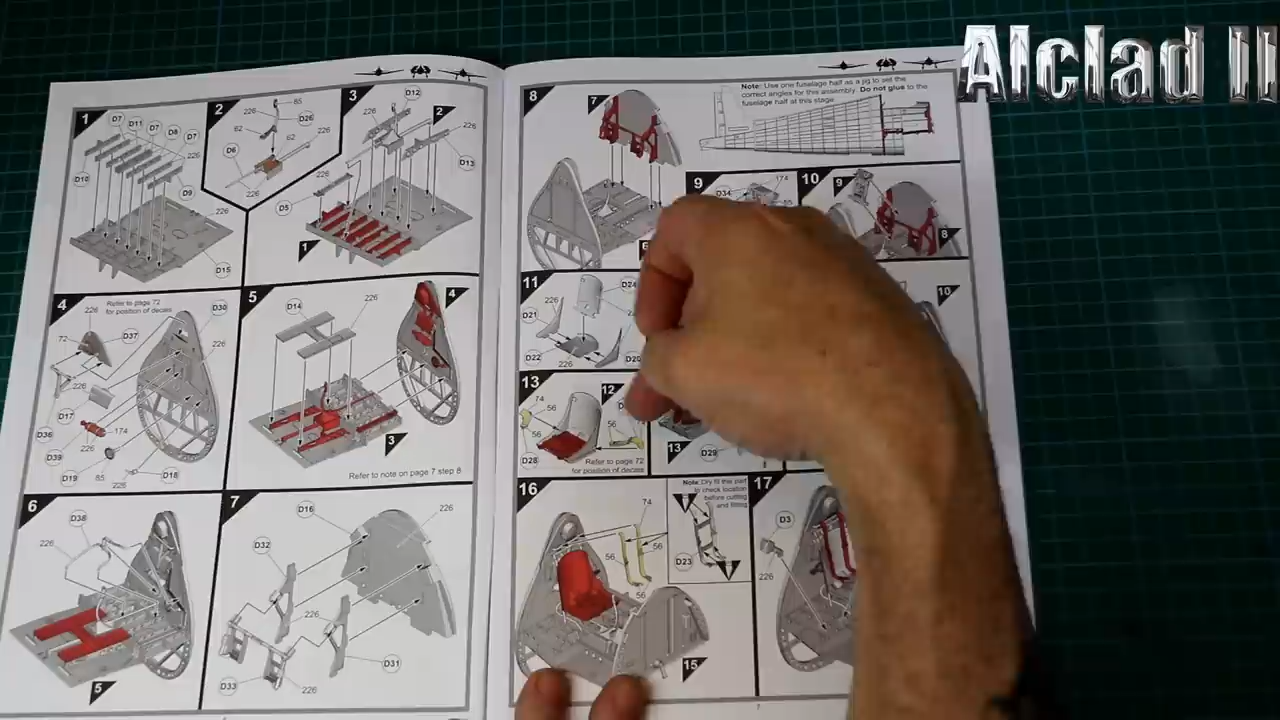 Alclad II
1
D7
D11
D7
D8
D7
226
D10
D9
226
D15
2
226
85
D26
62
62
226
D6
226
3
D12
226
2
226
D13
D5
1
4
Refer to page 72
for position of decals
226
D30
72
D37
226
226
D17
D36
174
226
D39
D19
85
D18
226
5
D14
226
4
3
Refer to note on page 7 step 8
6
D38
226
5
7
D16
226
D32
226
D31
D33
226
8
7
Note: Use one fuselage half as a jig to set the
correct angles for this assembly. Do not glue to the
fuselage half at this stage
6
9
D34
174
10
9
8
11
D24
226
D21
D22
226
D20
10
13
12
74
56
56
D28
Refer to page 72
for position of decals
13
D29
16
74
56
56
56
15
Note: Dry fit this part
to check location
before cutting
and fitting
D23
17
D3
226
7